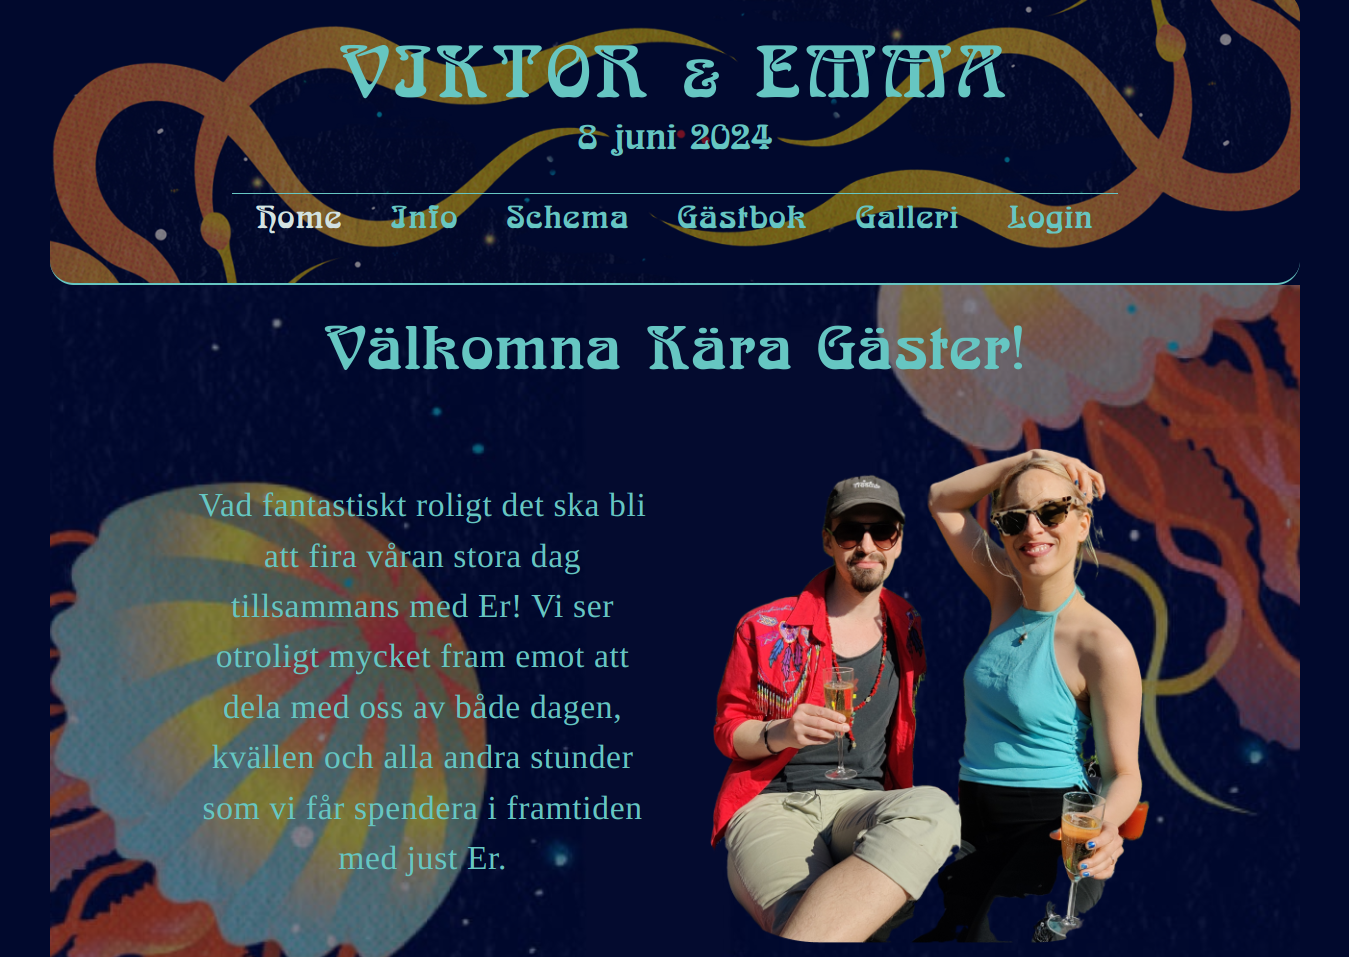 VIKTOR & EMMA
8 juni 2024
Home Info Schema Gästbok Galleri Login
Välkomna Kära Gäster!
Vad fantastiskt roligt det ska bli
att fira våran stora dag
tillsammans med Er! Vi ser
otroligt mycket fram emot att
dela med oss av både dagen,
kvällen och alla andra stunder
som vi får spendera i framtiden
med just Er.